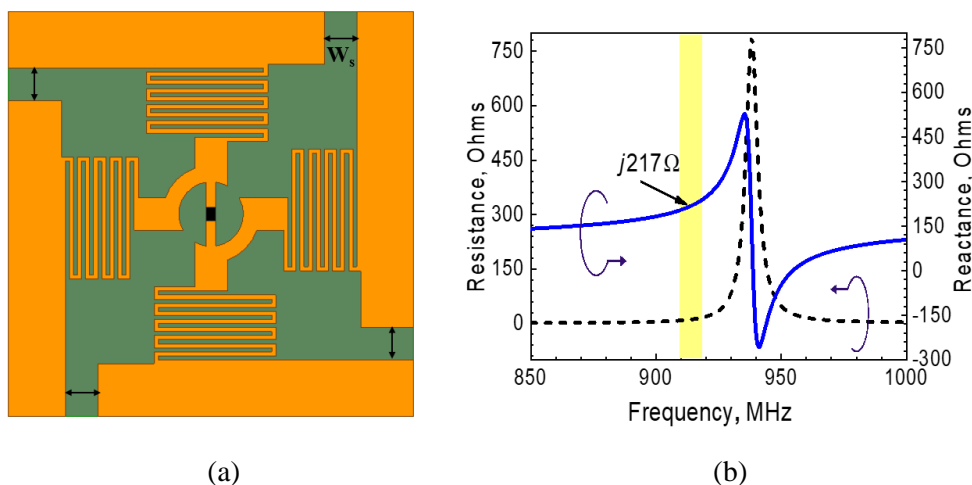 Wₛ
(a)
j217Ω
Resistance, Ohms
750
600
450
300
150
0
Reactance, Ohms
750
600
450
300
150
0
-150
-300
850
900
950
1000
Frequency, MHz
(b)